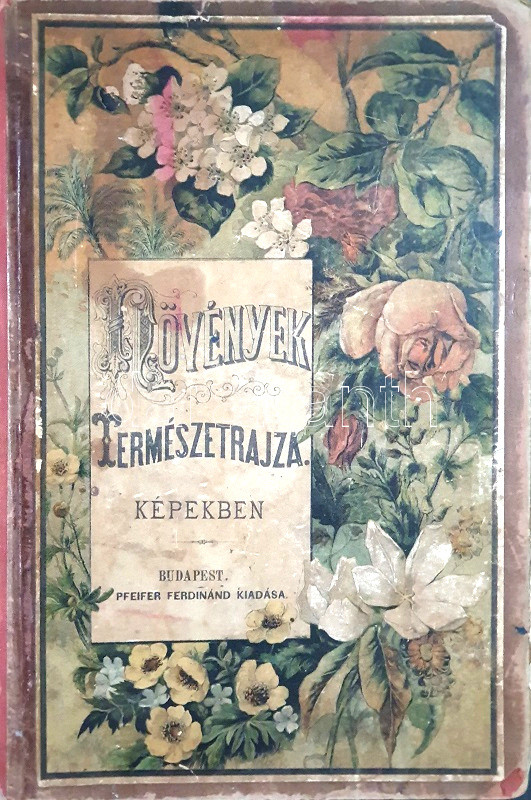 NÖVÉNYEK
TERMÉSZETRAJZA.
KÉPEKBEN
BUDAPEST.
PFEIFER FERDINÁND KIADÁSA.